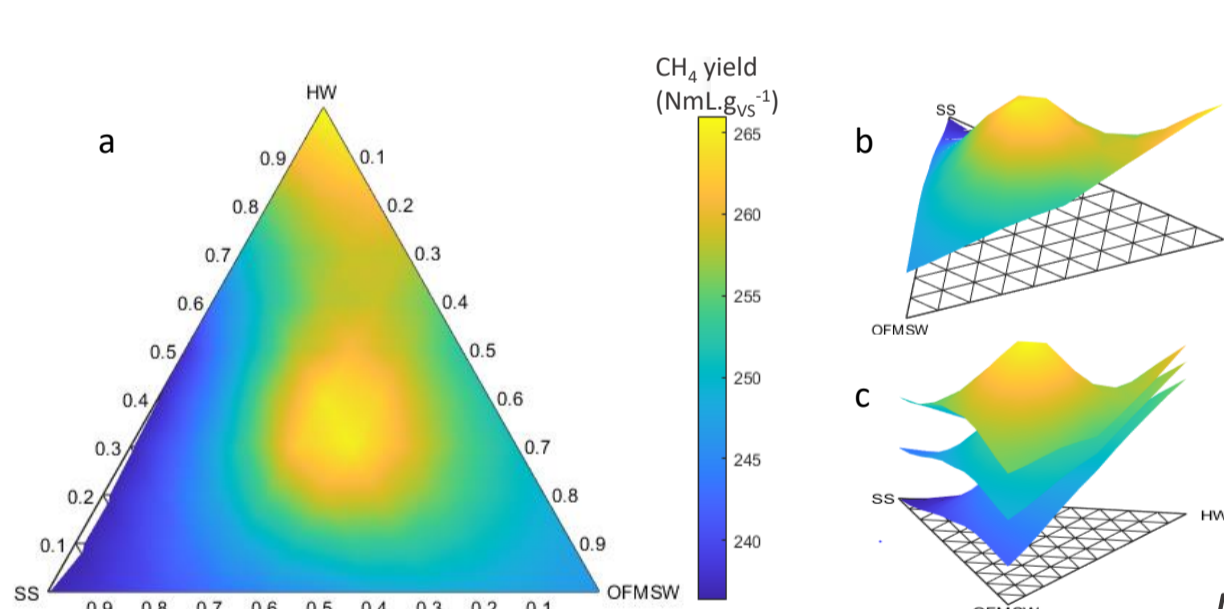 CH₄ yield
(NmL.gVS⁻¹)
a
HW
0.9 0.1
0.8 0.2
0.7 0.3
0.6 0.4
0.5 0.5
0.4 0.6
0.3 0.7
0.2 0.8
0.1 0.9
SS OFMSW
0.9 0.8 0.7 0.6 0.5 0.4 0.3 0.2 0.1
265
260
255
250
245
240
b
SS
OFMSW
c
SS
HW
OFMSW